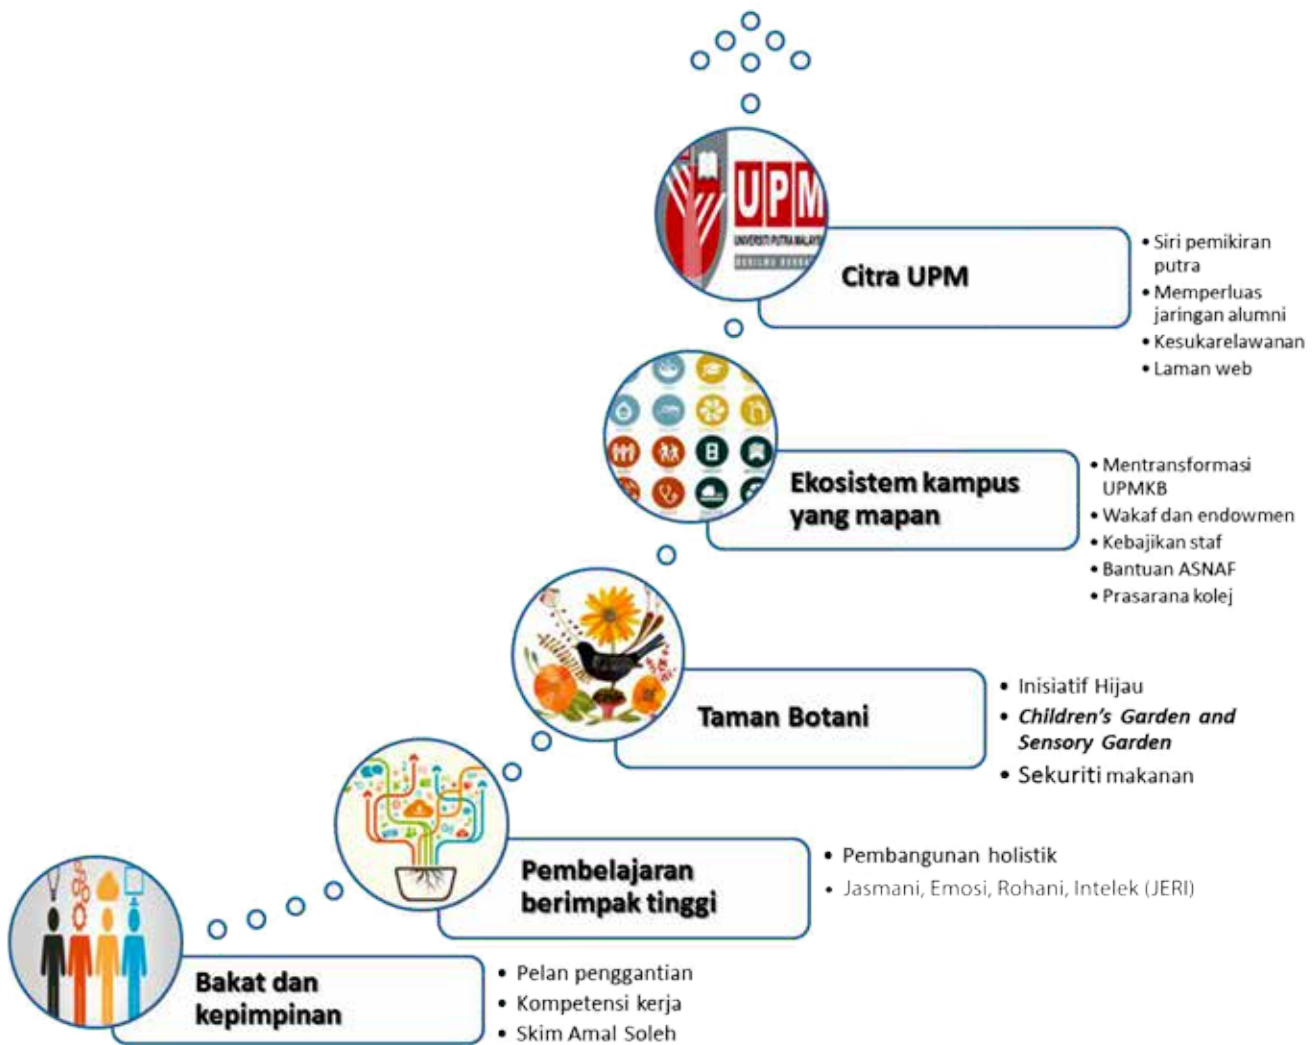 UPM
UNIVERSITI PUTRA MALAYS
Citra UPM
• Siri pemikiran
putra
• Memperluas
jaringan alumni
• Kesukarelawanan
• Laman web
Ekosistem kampus
yang mapan
• Mentransformasi
UPMKB
• Wakaf dan endowmen
• Kebajikan staf
• Bantuan ASNAF
• Prasarana kolej
Taman Botani
• Inisiatif Hijau
• Children's Garden and
Sensory Garden
• Sekuriti makanan
Pembelajaran
berimpak tinggi
• Pembangunan holistik
• Jasmani, Emosi, Rohani, Intelek (JERI)
Bakat dan
kepimpinan
• Pelan penggantian
• Kompetensi kerja
• Skim Amal Soleh